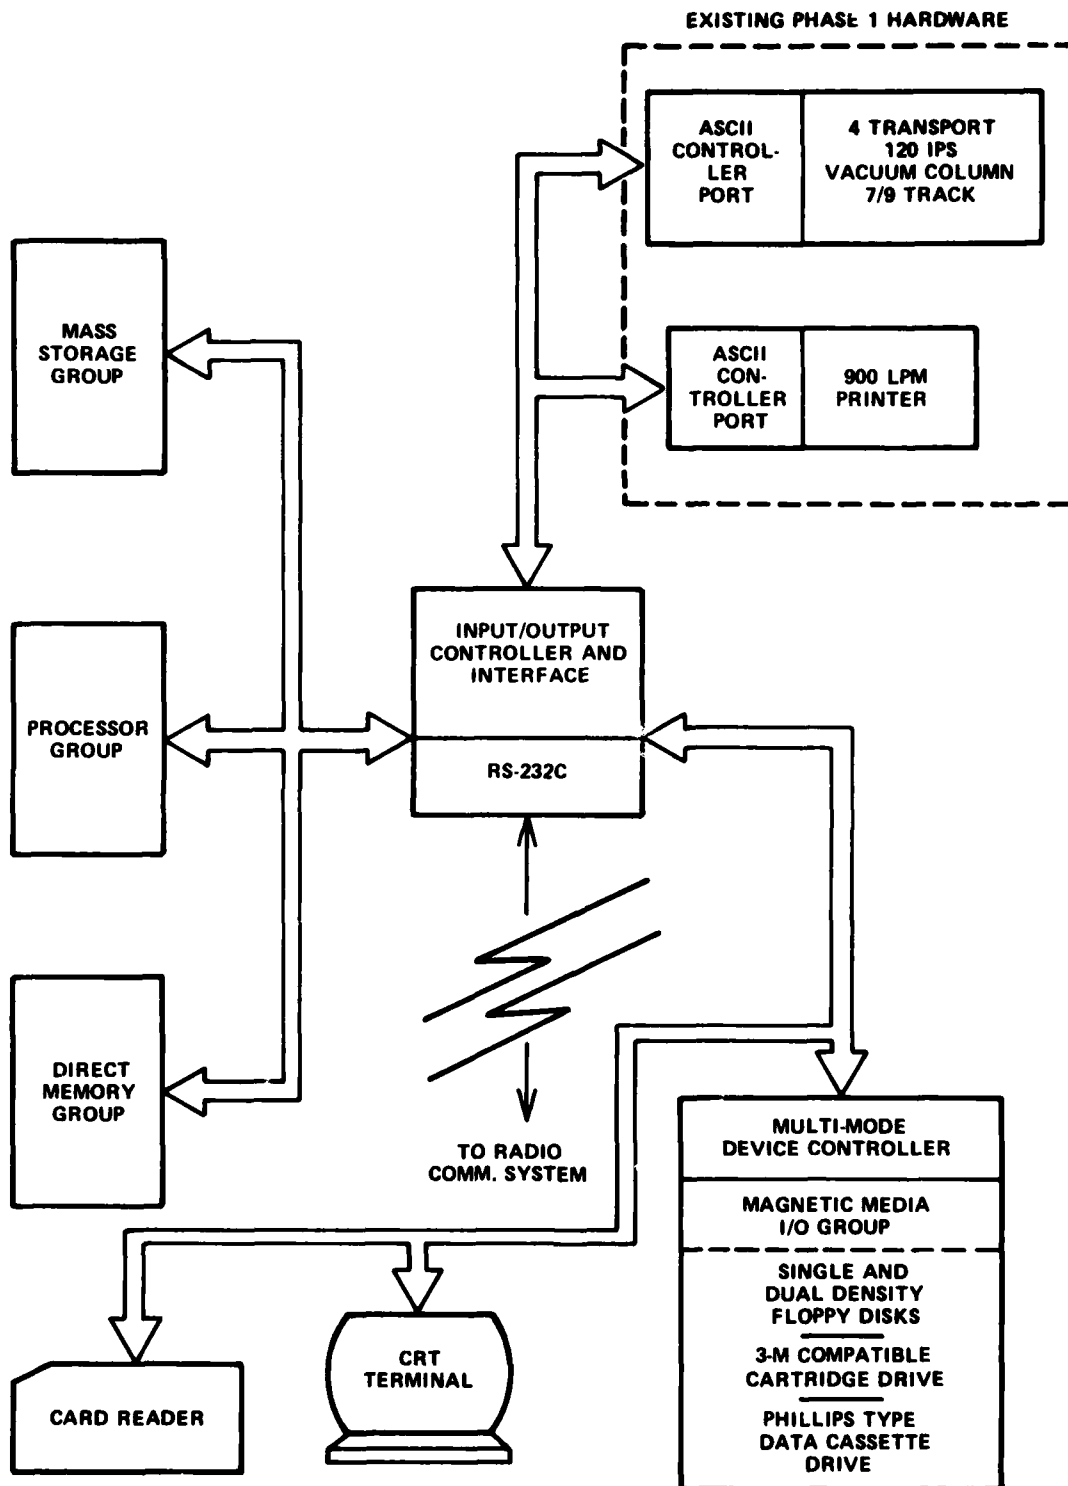 EXISTING PHASE 1 HARDWARE
ASCII
CONTROL-
LER
PORT
4 TRANSPORT
120 IPS
VACUUM COLUMN
7/9 TRACK
MASS
STORAGE
GROUP
ASCII
CON-
TROLLER
PORT
900 LPM
PRINTER
INPUT/OUTPUT
CONTROLLER AND
INTERFACE
PROCESSOR
GROUP
RS-232C
DIRECT
MEMORY
GROUP
TO RADIO
COMM. SYSTEM
MULTI-MODE
DEVICE CONTROLLER
MAGNETIC MEDIA
I/O GROUP
SINGLE AND
DUAL DENSITY
FLOPPY DISKS
3-M COMPATIBLE
CARTRIDGE DRIVE
PHILLIPS TYPE
DATA CASSETTE
DRIVE
CRT
TERMINAL
CARD READER